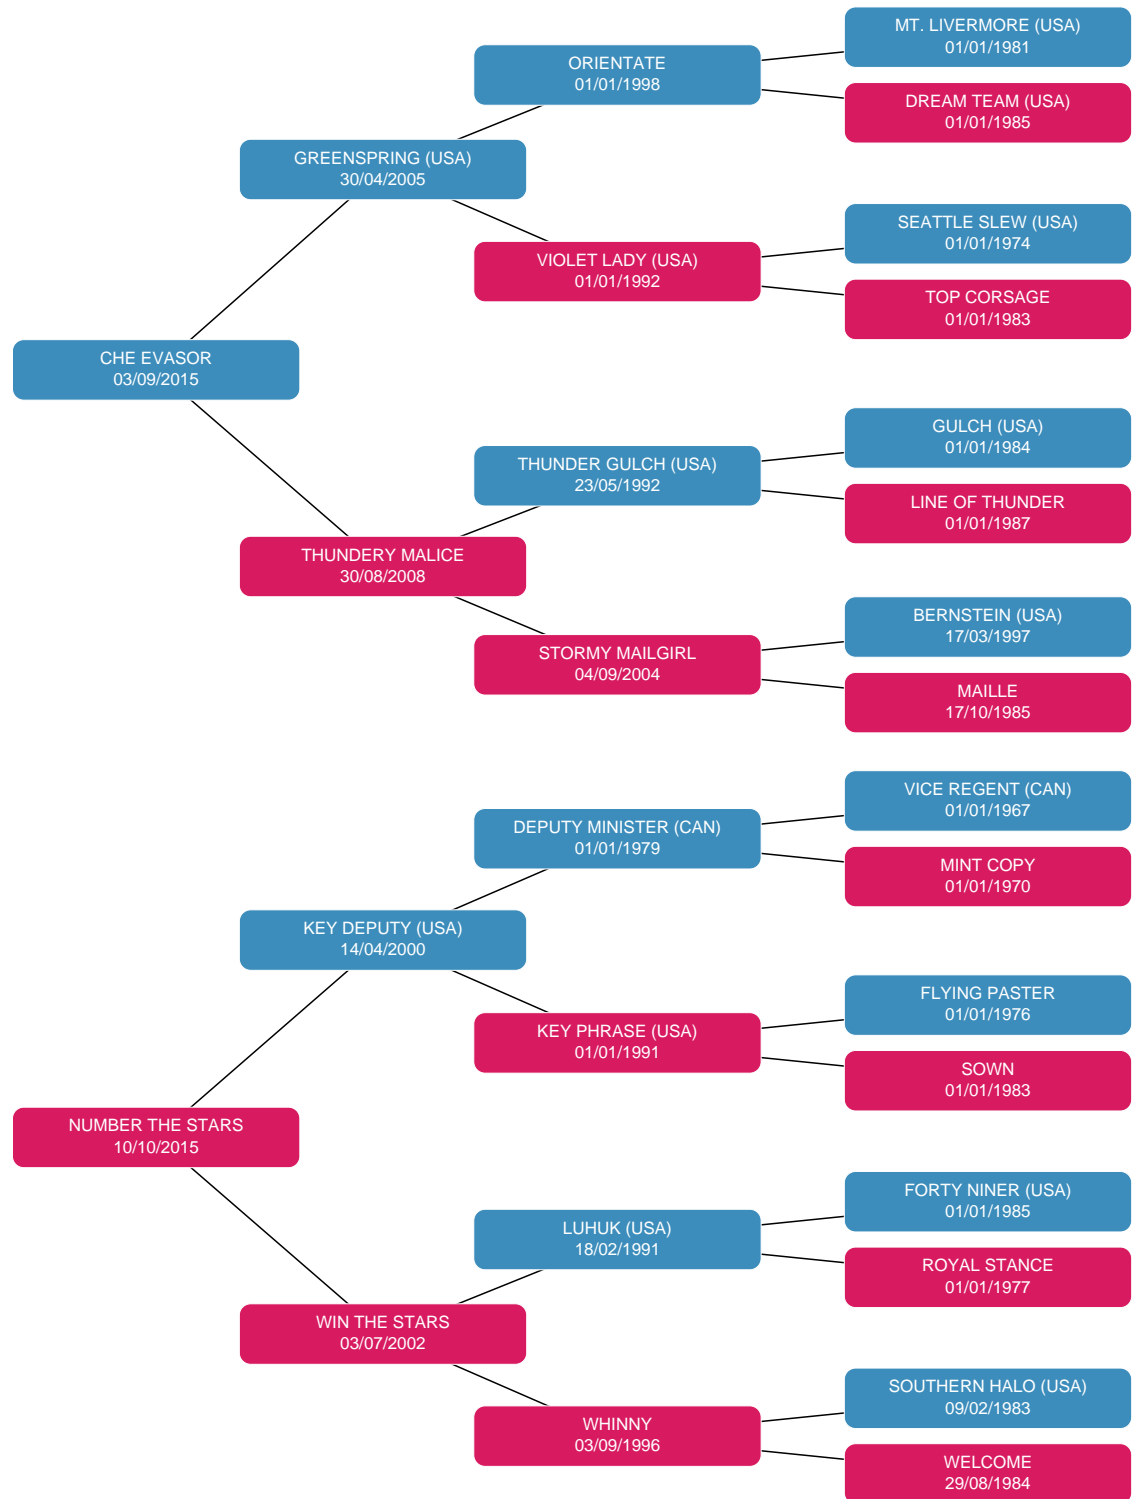 MT. LIVERMORE (USA)
01/01/1981
ORIENTATE
01/01/1998
DREAM TEAM (USA)
01/01/1985
GREENSPRING (USA)
30/04/2005
SEATTLE SLEW (USA)
01/01/1974
VIOLET LADY (USA)
01/01/1992
TOP CORSAGE
01/01/1983
CHE EVASOR
03/09/2015
GULCH (USA)
01/01/1984
THUNDER GULCH (USA)
23/05/1992
LINE OF THUNDER
01/01/1987
THUNDERY MALICE
30/08/2008
BERNSTEIN (USA)
17/03/1997
STORMY MAILGIRL
04/09/2004
MAILLE
17/10/1985
VICE REGENT (CAN)
01/01/1967
DEPUTY MINISTER (CAN)
01/01/1979
MINT COPY
01/01/1970
KEY DEPUTY (USA)
14/04/2000
FLYING PASTER
01/01/1976
KEY PHRASE (USA)
01/01/1991
SOWN
01/01/1983
NUMBER THE STARS
10/10/2015
FORTY NINER (USA)
01/01/1985
LUHUK (USA)
18/02/1991
ROYAL STANCE
01/01/1977
WIN THE STARS
03/07/2002
SOUTHERN HALO (USA)
09/02/1983
WHINNY
03/09/1996
WELCOME
29/08/1984